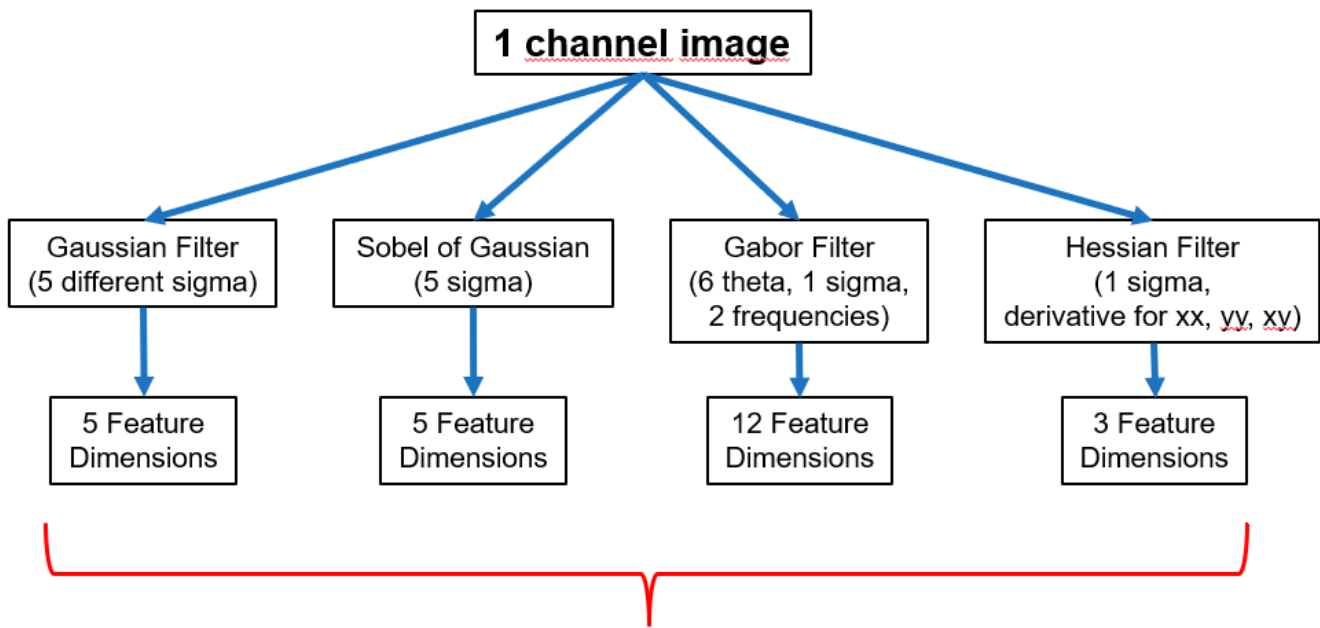 1 channel image
Gaussian Filter
(5 different sigma)
Sobel of Gaussian
(5 sigma)
Gabor Filter
(6 theta, 1 sigma,
2 frequencies)
Hessian Filter
(1 sigma,
derivative for xx, yy, xy)
5 Feature
Dimensions
5 Feature
Dimensions
12 Feature
Dimensions
3 Feature
Dimensions